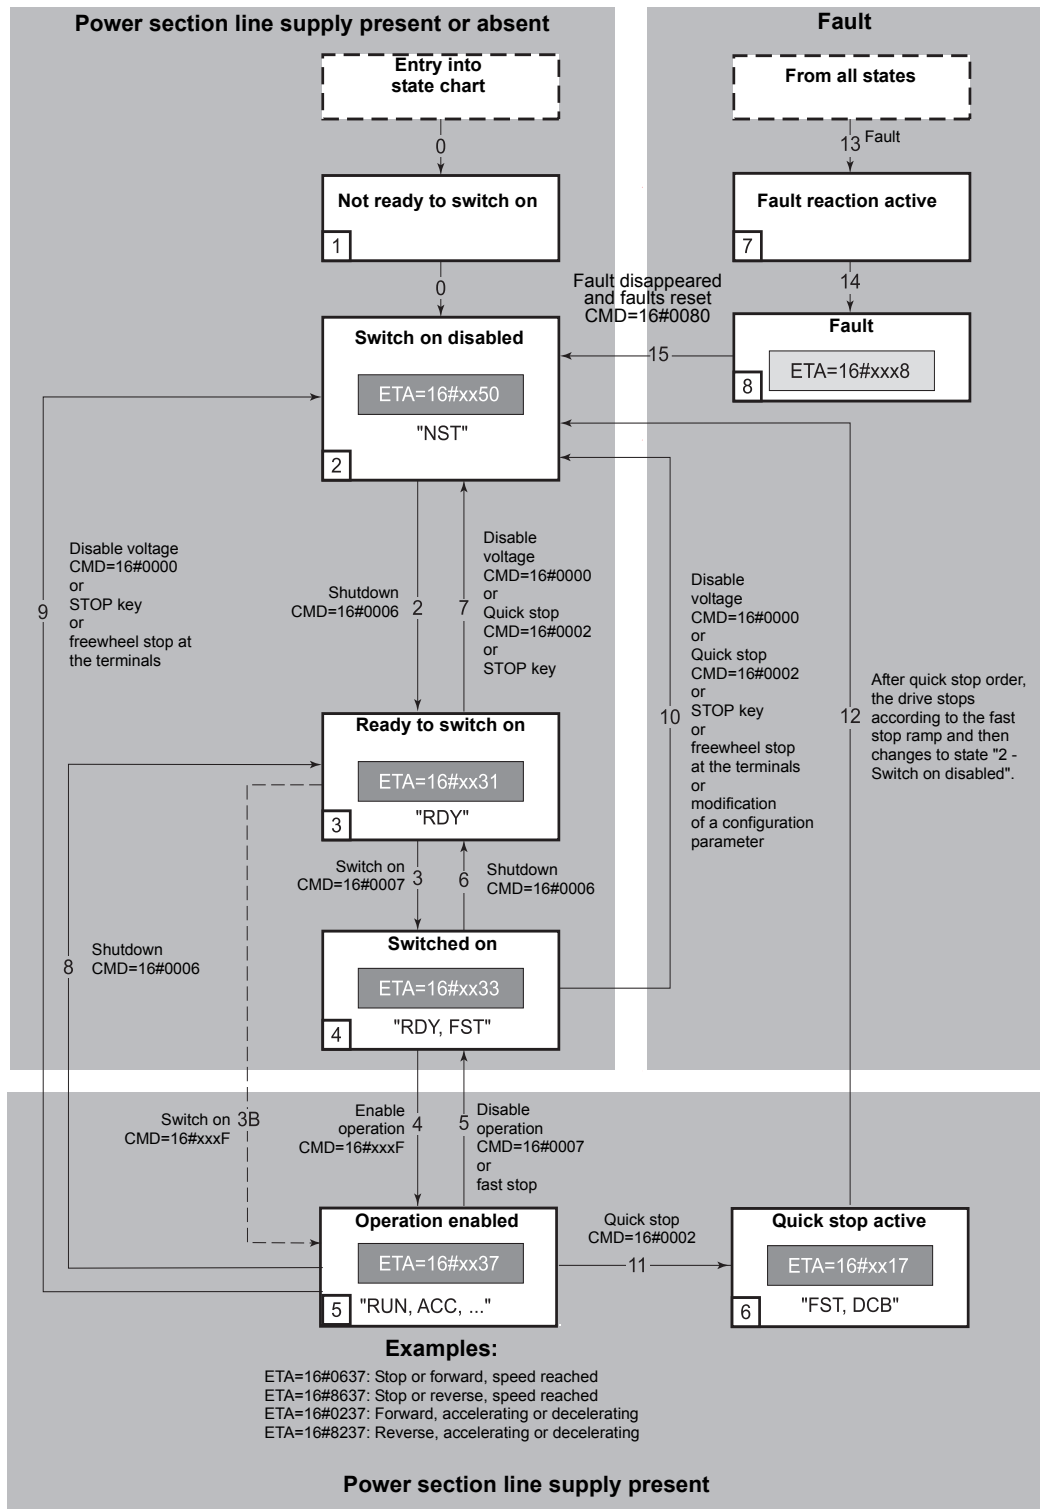 Power section line supply present or absent
Fault
Entry into
state chart
From all states
0
13 Fault
Not ready to switch on
1
Fault reaction active
7
0
14
Fault disappeared
and faults reset
CMD=16#0080
15
Switch on disabled
ETA=16#xx50
"NST"
2
Fault
ETA=16#xxx8
8
Disable voltage
CMD=16#0000
or
STOP key
or
freewheel stop at
the terminals
9
Shutdown
CMD=16#0006
2
7
Disable
voltage
CMD=16#0000
or
Quick stop
CMD=16#0002
or
STOP key
10
Disable
voltage
CMD=16#0000
or
Quick stop
CMD=16#0002
or
STOP key
or
freewheel stop
at the terminals
or
modification
of a configuration
parameter
12
After quick stop order,
the drive stops
according to the fast
stop ramp and then
changes to state "2 -
Switch on disabled".
Ready to switch on
ETA=16#xx31
"RDY"
3
Switch on
CMD=16#0007
3
6
Shutdown
CMD=16#0006
8
Shutdown
CMD=16#0006
Switched on
ETA=16#xx33
"RDY, FST"
4
Switch on
CMD=16#xxxF
3B
Enable
operation
CMD=16#xxxF
4
5
Disable
operation
CMD=16#0007
or
fast stop
Operation enabled
ETA=16#xx37
"RUN, ACC, ..."
5
Quick stop
CMD=16#0002
11
Quick stop active
ETA=16#xx17
"FST, DCB"
6
Examples:
ETA=16#0637: Stop or forward, speed reached
ETA=16#8637: Stop or reverse, speed reached
ETA=16#0237: Forward, accelerating or decelerating
ETA=16#8237: Reverse, accelerating or decelerating
Power section line supply present